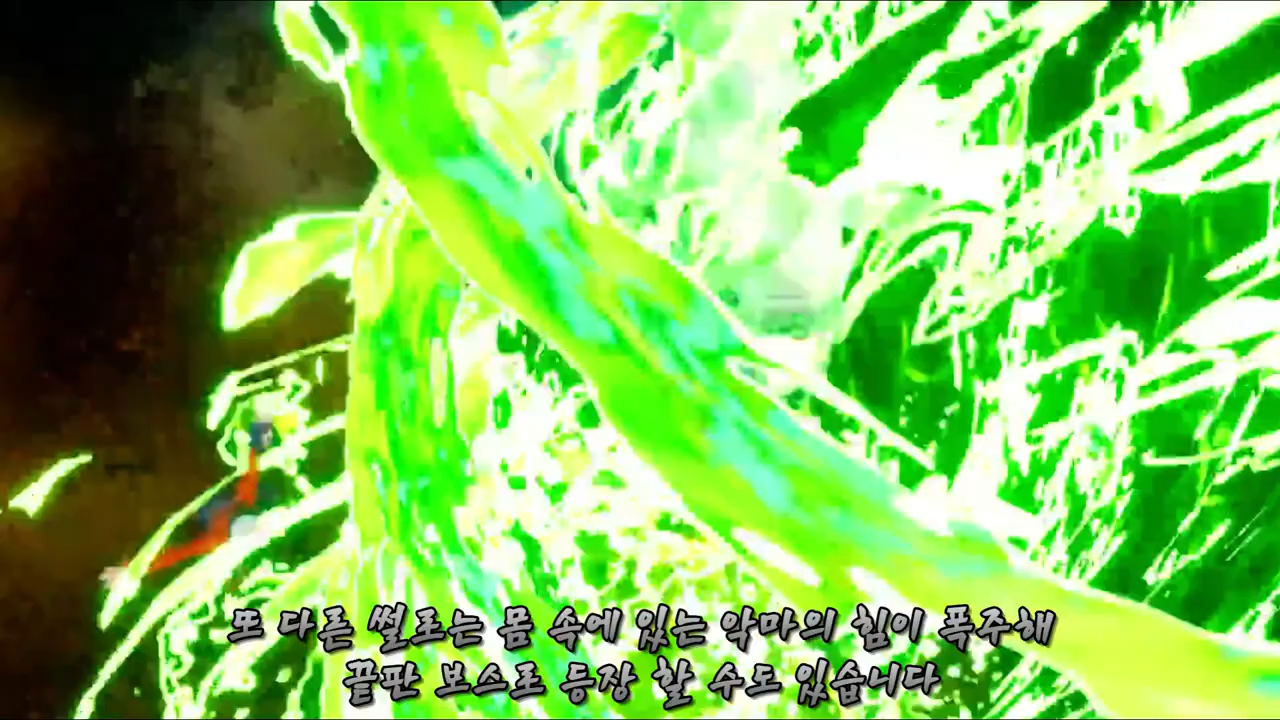 또 다른 썰로는 몸 속에 있는 악마의 힘이 폭주해
끝판 보스로 등장 할 수도 있습니다